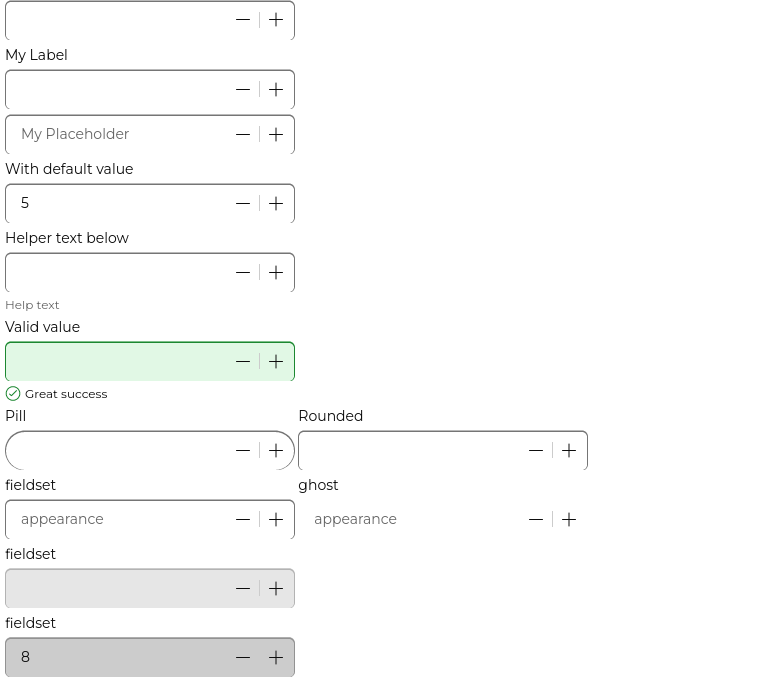 My Label
My Placeholder
With default value
5
Helper text below
Help text
Valid value
Great success
Pill
Rounded
fieldset
ghost
appearance
appearance
fieldset
fieldset
8